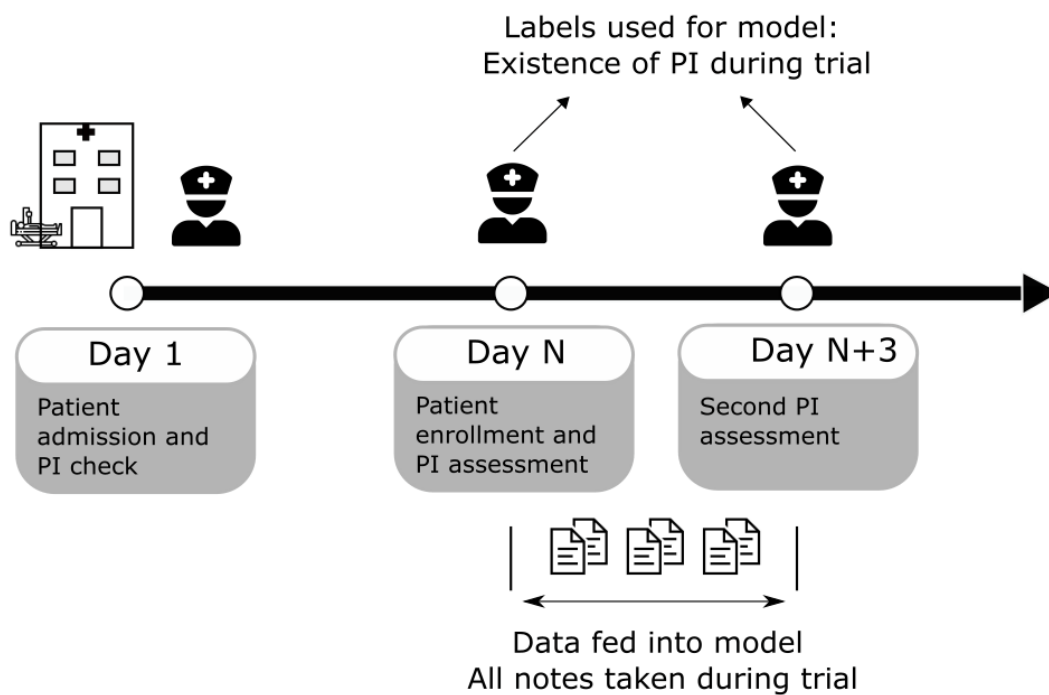 Labels used for model:
Existence of PI during trial
Day 1
Patient
admission and
PI check
Day N
Patient
enrollment and
PI assessment
Day N+3
Second PI
assessment
Data fed into model
All notes taken during trial